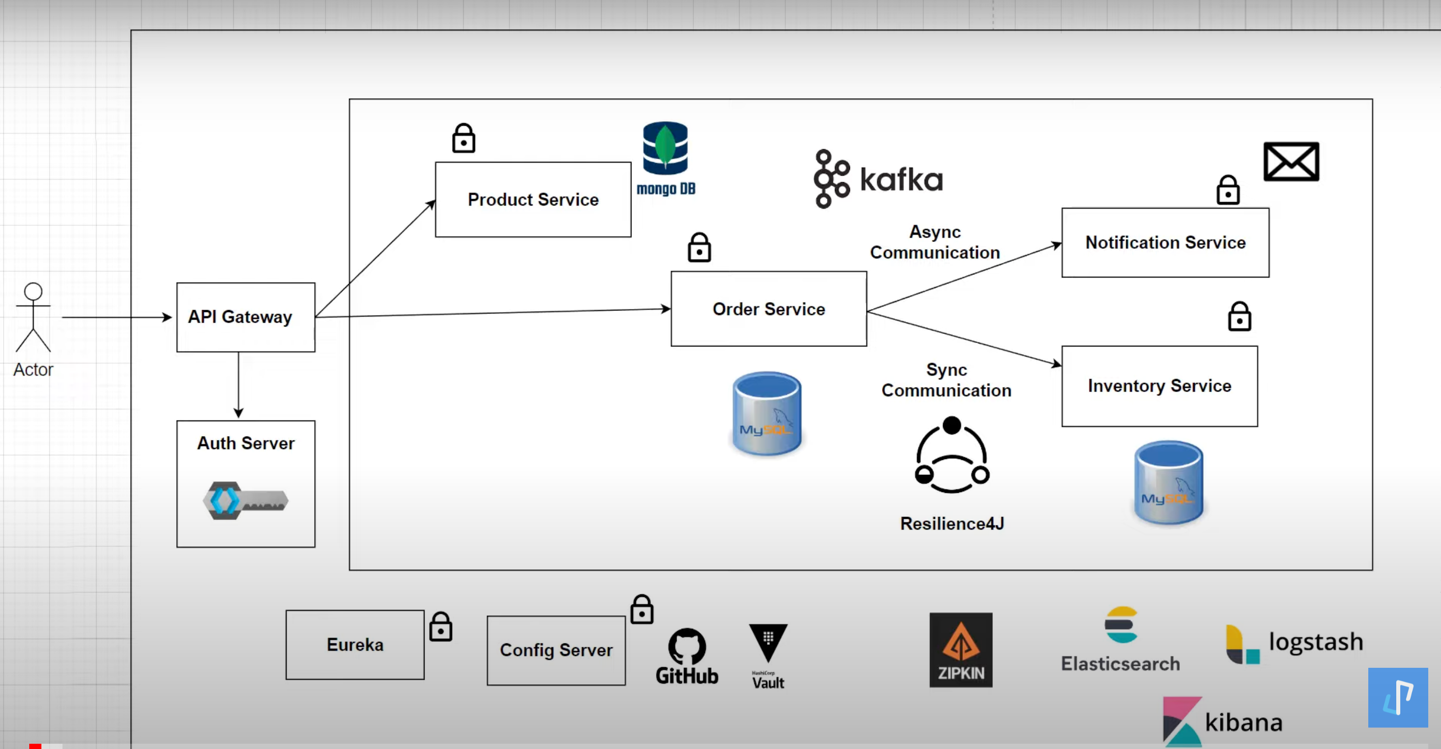 mongo DB
Product Service
kafka
Async
Communication
Notification Service
Order Service
API Gateway
Actor
Sync
Communication
Inventory Service
MySQL
Auth Server
MySQL
Resilience4J
Eureka
Config Server
GitHub
HashiCorp
Vault
ZIPKIN
Elasticsearch
logstash
kibana